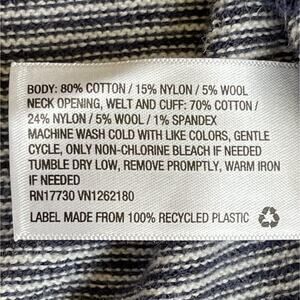 BODY: 80% COTTON / 15% NYLON / 5% WOOL
NECK OPENING, WELT AND CUFF: 70% COTTON /
24% NYLON / 5% WOOL / 1% SPANDEX
MACHINE WASH COLD WITH LIKE COLORS, GENTLE
CYCLE, ONLY NON-CHLORINE BLEACH IF NEEDED
TUMBLE DRY LOW, REMOVE PROMPTLY, WARM IRON
IF NEEDED
RN17730 VN1262180
LABEL MADE FROM 100% RECYCLED PLASTIC